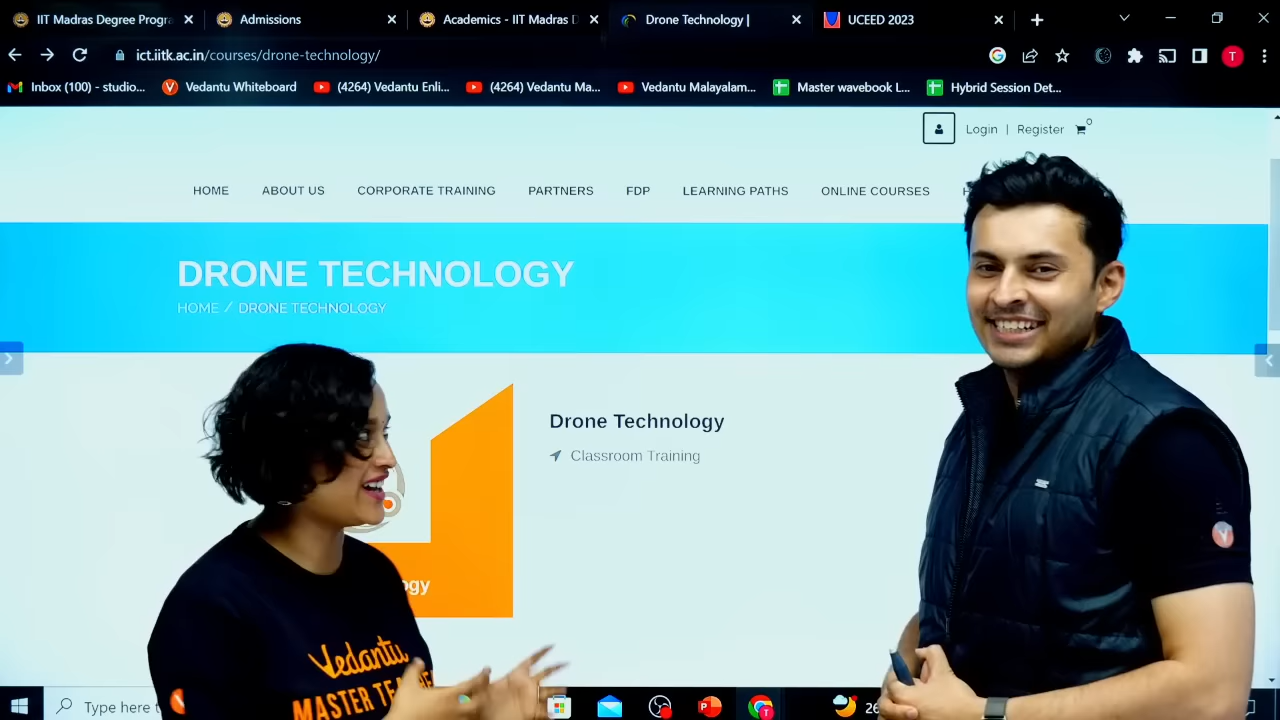 IIT Madras Degree Progra
Admissions
Academics - IIT Madras D
Drone Technology |
UCEED 2023
ict.iitk.ac.in/courses/drone-technology/
Inbox (100) - studio...
Vedantu Whiteboard
(4264) Vedantu Enli...
(4264) Vedantu Ma...
Vedantu Malayalam...
Master wavebook L...
Hybrid Session Det...
Login | Register 0
HOME
ABOUT US
CORPORATE TRAINING
PARTNERS
FDP
LEARNING PATHS
ONLINE COURSES
DRONE TECHNOLOGY
HOME / DRONE TECHNOLOGY
Drone Technology
Classroom Training
ogy
Vedantu
MASTER
Type here
26